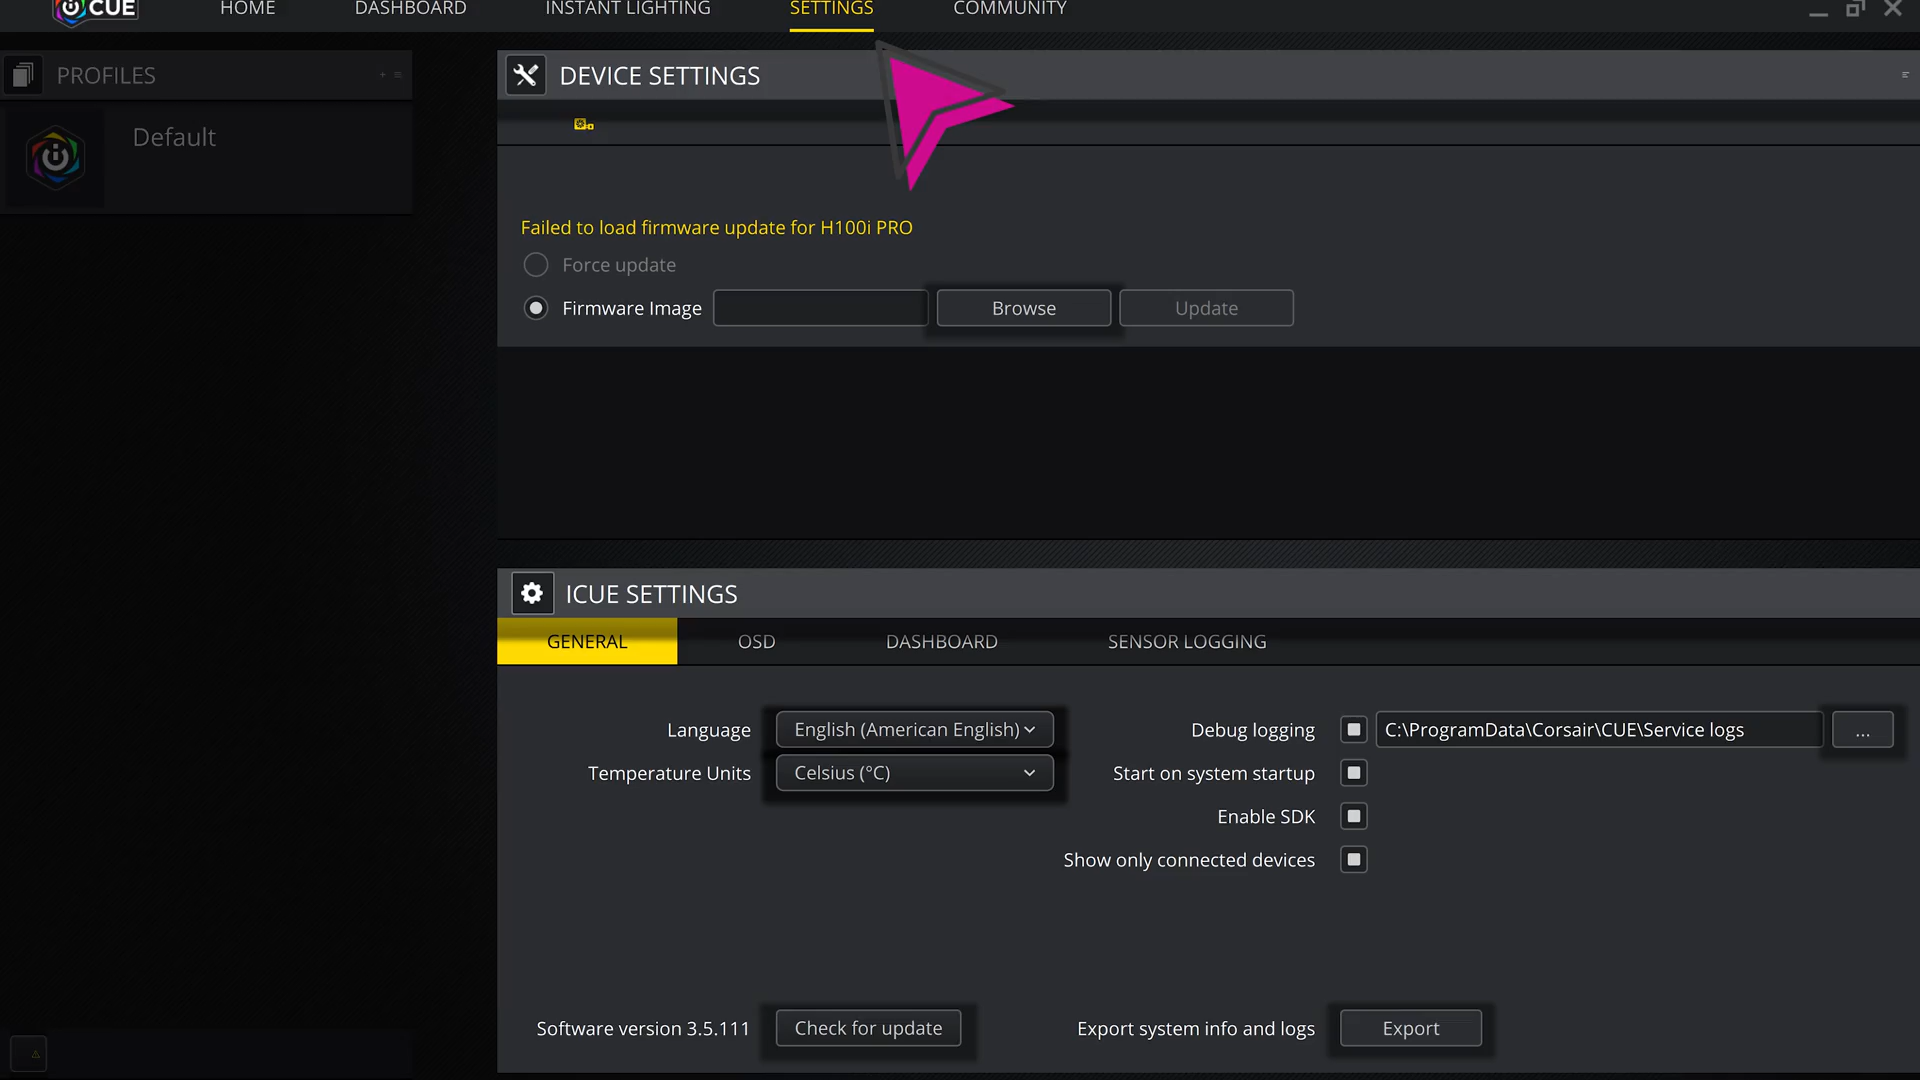 CUE
HOME
DASHBOARD
INSTANT LIGHTING
SETTINGS
COMMUNITY
PROFILES
Default
DEVICE SETTINGS
Failed to load firmware update for H100i PRO
Force update
Firmware Image
Browse
Update
ICUE SETTINGS
GENERAL
OSD
DASHBOARD
SENSOR LOGGING
Language
English (American English)
Temperature Units
Celsius (°C)
Debug logging
C:\ProgramData\Corsair\CUE\Service logs
...
Start on system startup
Enable SDK
Show only connected devices
Software version 3.5.111
Check for update
Export system info and logs
Export